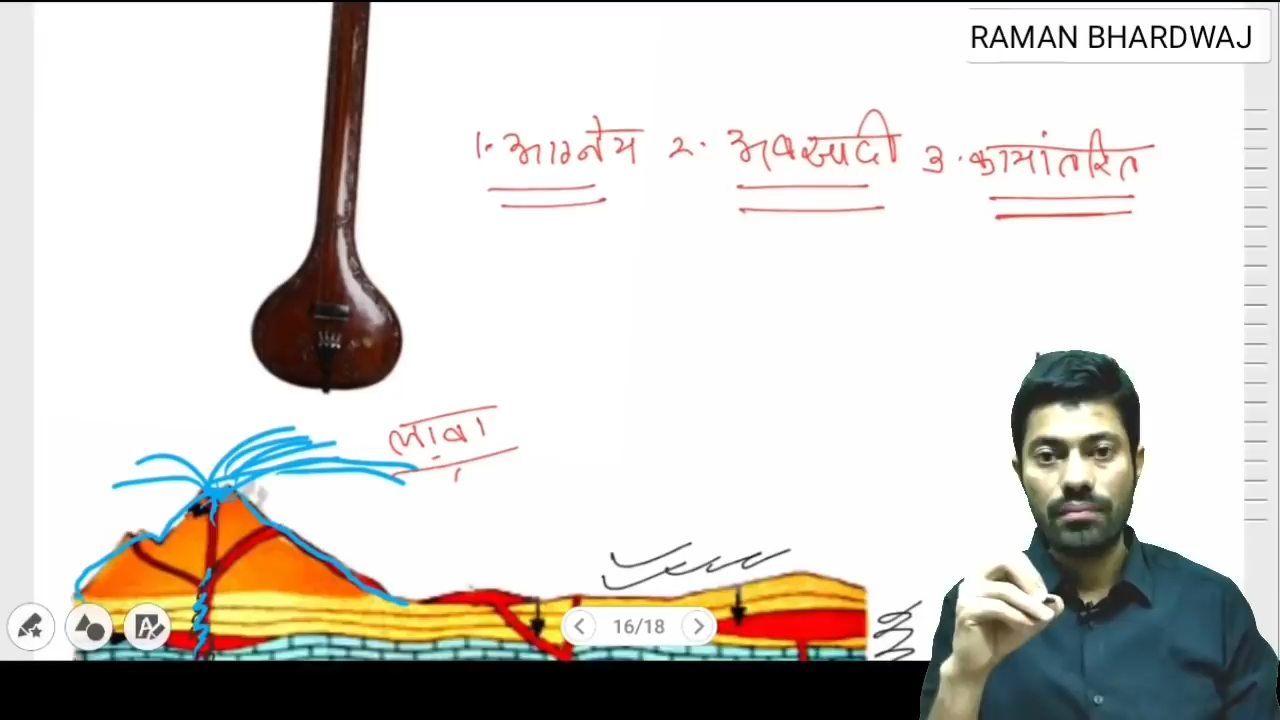 RAMAN BHARDWAJ
1. आग्नेय 2. अवसादी 3. कायांतरित
लावा
16/18